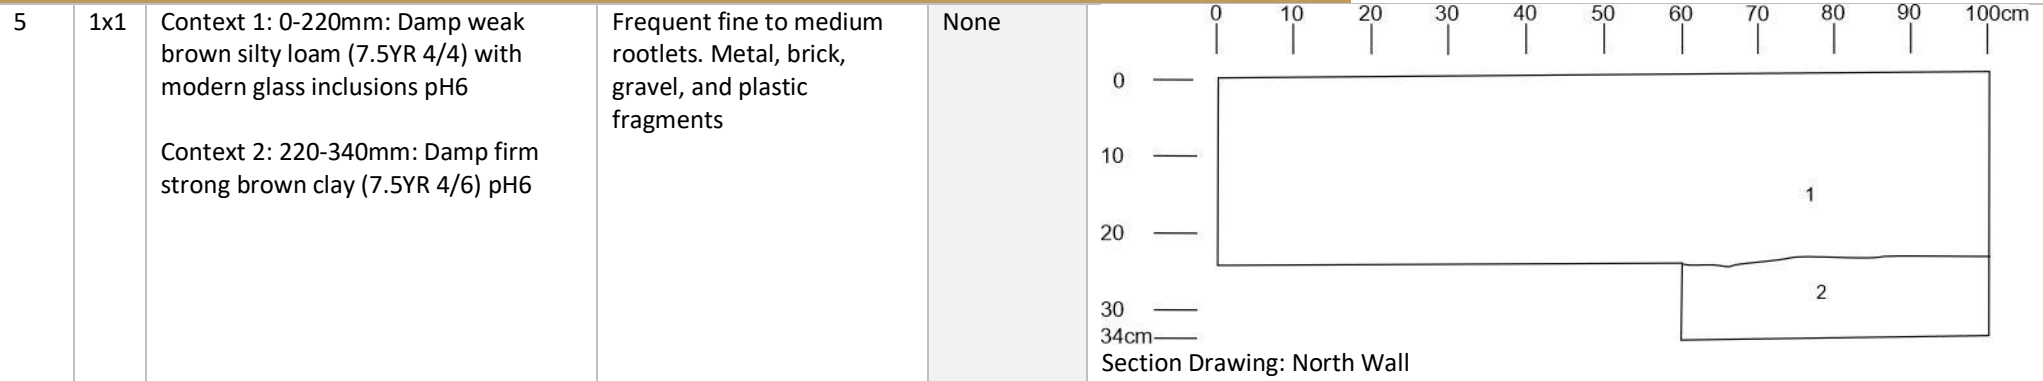 5
1x1
Context 1: 0-220mm: Damp weak
brown silty loam (7.5YR 4/4) with
modern glass inclusions pH6
Context 2: 220-340mm: Damp firm
strong brown clay (7.5YR 4/6) pH6
Frequent fine to medium
rootlets. Metal, brick,
gravel, and plastic
fragments
None
0 10 20 30 40 50 60 70 80 90 100cm
0
10
1
20
2
30
34cm
Section Drawing: North Wall